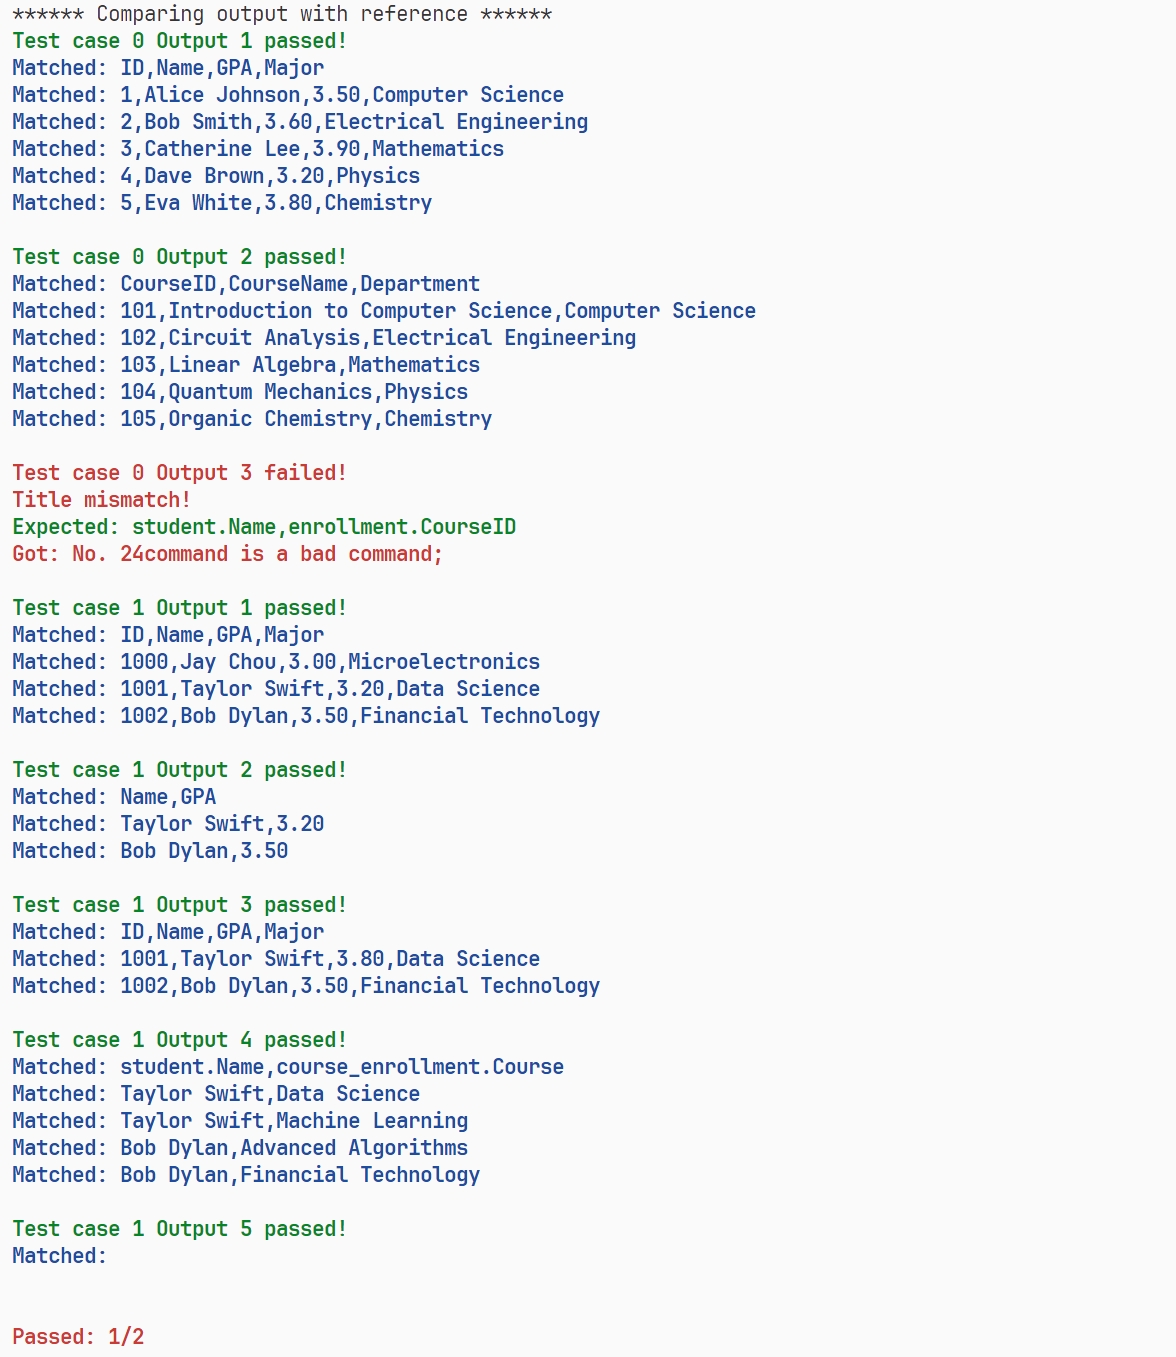 ****** Comparing output with reference ******
Test case 0 Output 1 passed!
Matched: ID,Name,GPA,Major
Matched: 1,Alice Johnson,3.50,Computer Science
Matched: 2,Bob Smith,3.60,Electrical Engineering
Matched: 3,Catherine Lee,3.90,Mathematics
Matched: 4,Dave Brown,3.20,Physics
Matched: 5,Eva White,3.80,Chemistry
Test case 0 Output 2 passed!
Matched: CourseID,CourseName,Department
Matched: 101,Introduction to Computer Science,Computer Science
Matched: 102,Circuit Analysis,Electrical Engineering
Matched: 103,Linear Algebra,Mathematics
Matched: 104,Quantum Mechanics,Physics
Matched: 105,Organic Chemistry,Chemistry
Test case 0 Output 3 failed!
Title mismatch!
Expected: student.Name,enrollment.CourseID
Got: No. 24command is a bad command;
Test case 1 Output 1 passed!
Matched: ID,Name,GPA,Major
Matched: 1000,Jay Chou,3.00,Microelectronics
Matched: 1001,Taylor Swift,3.20,Data Science
Matched: 1002,Bob Dylan,3.50,Financial Technology
Test case 1 Output 2 passed!
Matched: Name,GPA
Matched: Taylor Swift,3.20
Matched: Bob Dylan,3.50
Test case 1 Output 3 passed!
Matched: ID,Name,GPA,Major
Matched: 1001,Taylor Swift,3.80,Data Science
Matched: 1002,Bob Dylan,3.50,Financial Technology
Test case 1 Output 4 passed!
Matched: student.Name,course_enrollment.Course
Matched: Taylor Swift,Data Science
Matched: Taylor Swift,Machine Learning
Matched: Bob Dylan,Advanced Algorithms
Matched: Bob Dylan,Financial Technology
Test case 1 Output 5 passed!
Matched:
Passed: 1/2